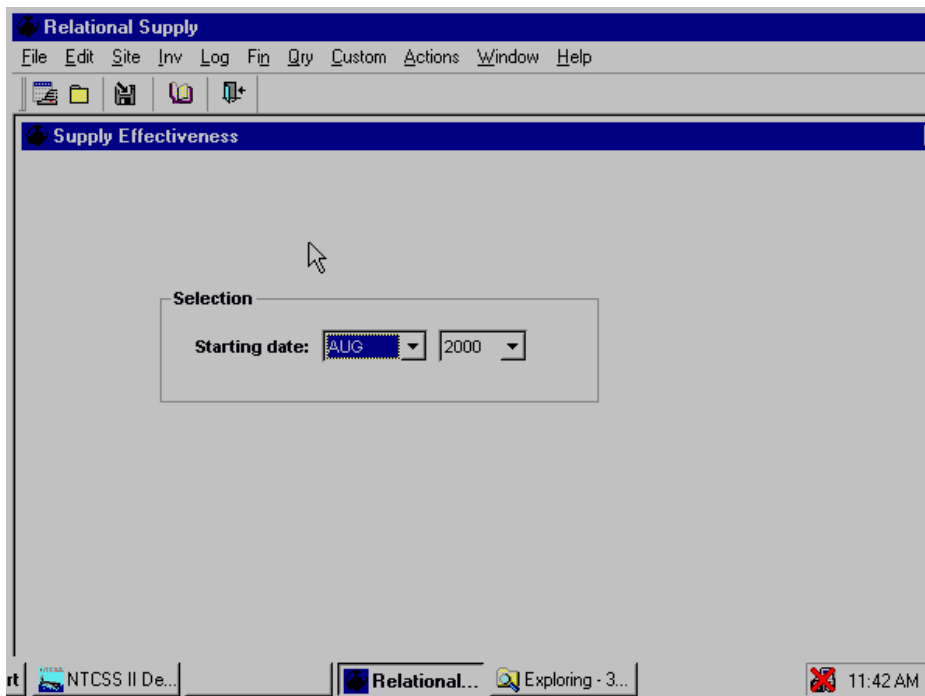 Relational Supply
File Edit Site Inv Log Fin Qry Custom Actions Window Help
Supply Effectiveness
Selection
Starting date: AUG 2000
rt NTCSS II De... Relational... Exploring - 3... 11:42 AM